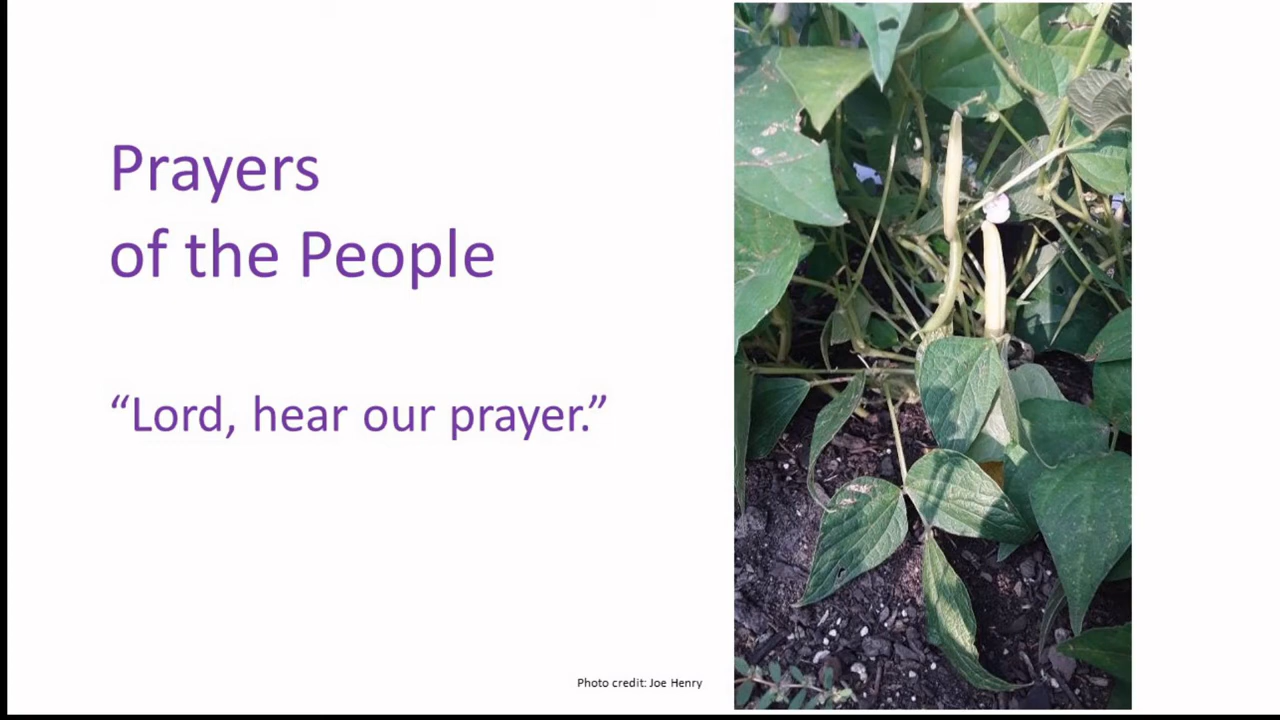 Prayers
of the People
“Lord, hear our prayer.”
Photo credit: Joe Henry